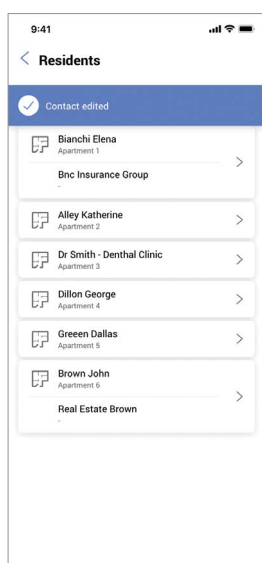 9:41
Residents
Contact edited
Bianchi Elena
Apartment 1
Bnc Insurance Group
-
Alley Katherine
Apartment 2
Dr Smith - Denthal Clinic
Apartment 3
Dillon George
Apartment 4
Greeen Dallas
Apartment 5
Brown John
Apartment 6
Real Estate Brown
-